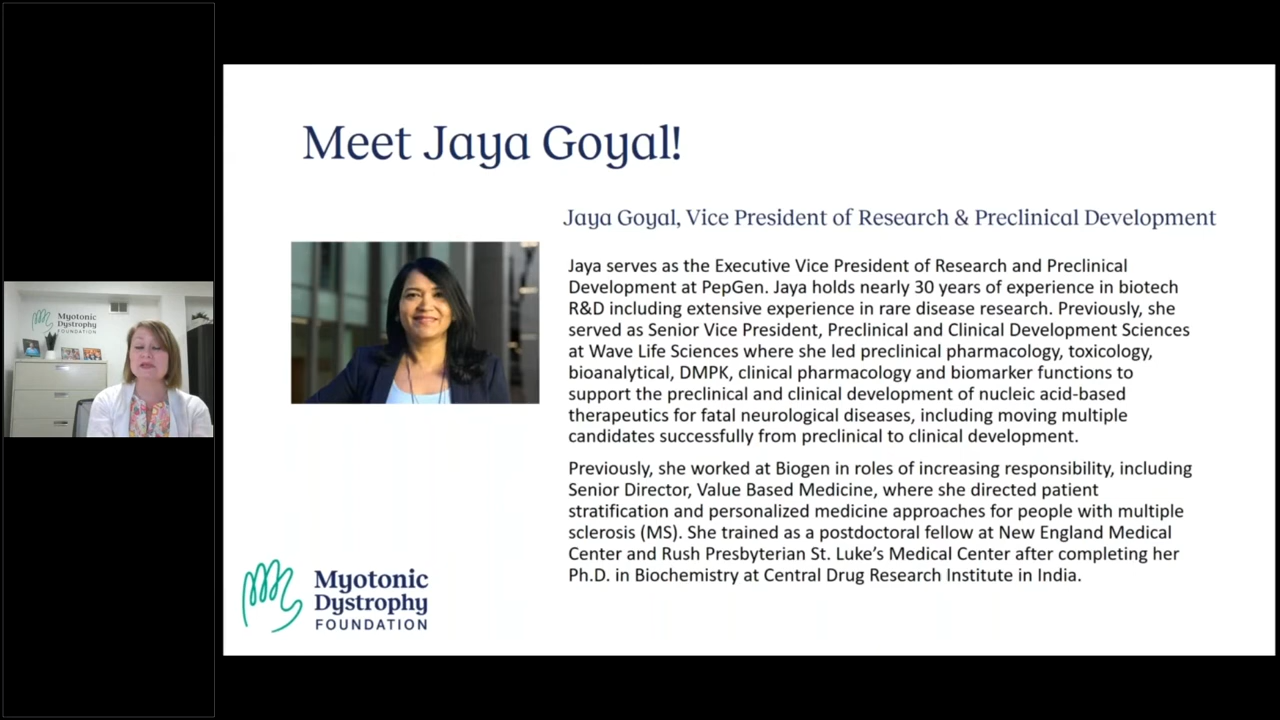 Meet Jaya Goyal!
Jaya Goyal, Vice President of Research & Preclinical Development
Jaya serves as the Executive Vice President of Research and Preclinical
Development at PepGen. Jaya holds nearly 30 years of experience in biotech
R&D including extensive experience in rare disease research. Previously, she
served as Senior Vice President, Preclinical and Clinical Development Sciences
at Wave Life Sciences where she led preclinical pharmacology, toxicology,
bioanalytical, DMPK, clinical pharmacology and biomarker functions to
support the preclinical and clinical development of nucleic acid-based
therapeutics for fatal neurological diseases, including moving multiple
candidates successfully from preclinical to clinical development.
Previously, she worked at Biogen in roles of increasing responsibility, including
Senior Director, Value Based Medicine, where she directed patient
stratification and personalized medicine approaches for people with multiple
sclerosis (MS). She trained as a postdoctoral fellow at New England Medical
Center and Rush Presbyterian St. Luke’s Medical Center after completing her
Ph.D. in Biochemistry at Central Drug Research Institute in India.
Myotonic
Dystrophy
FOUNDATION
Myotonic
Dystrophy
FOUNDATION